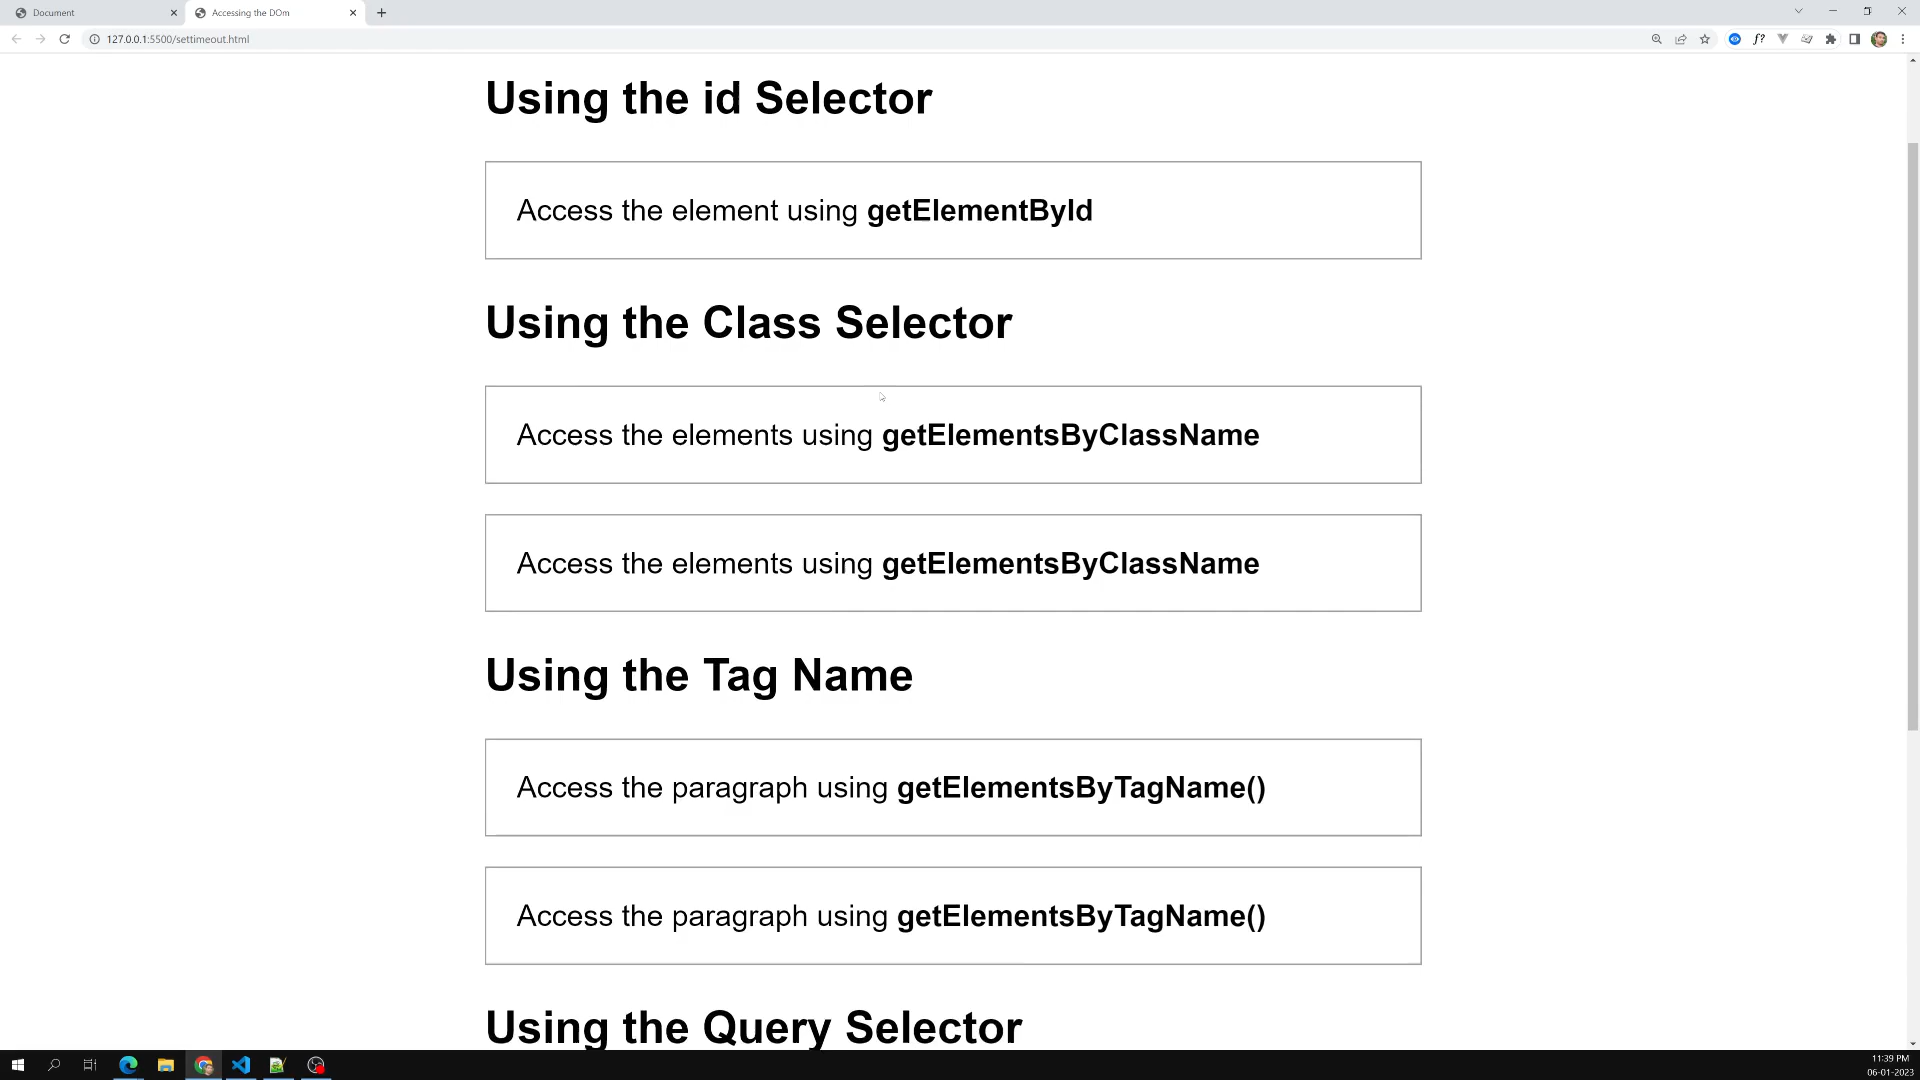 Document
Accessing the DOm
127.0.0.1:5500/settimeout.html
f?
Using the id Selector
Access the element using getElementById
Using the Class Selector
Access the elements using getElementsByClassName
Access the elements using getElementsByClassName
Using the Tag Name
Access the paragraph using getElementsByTagName()
Access the paragraph using getElementsByTagName()
Using the Query Selector
11:39 PM
06-01-2023